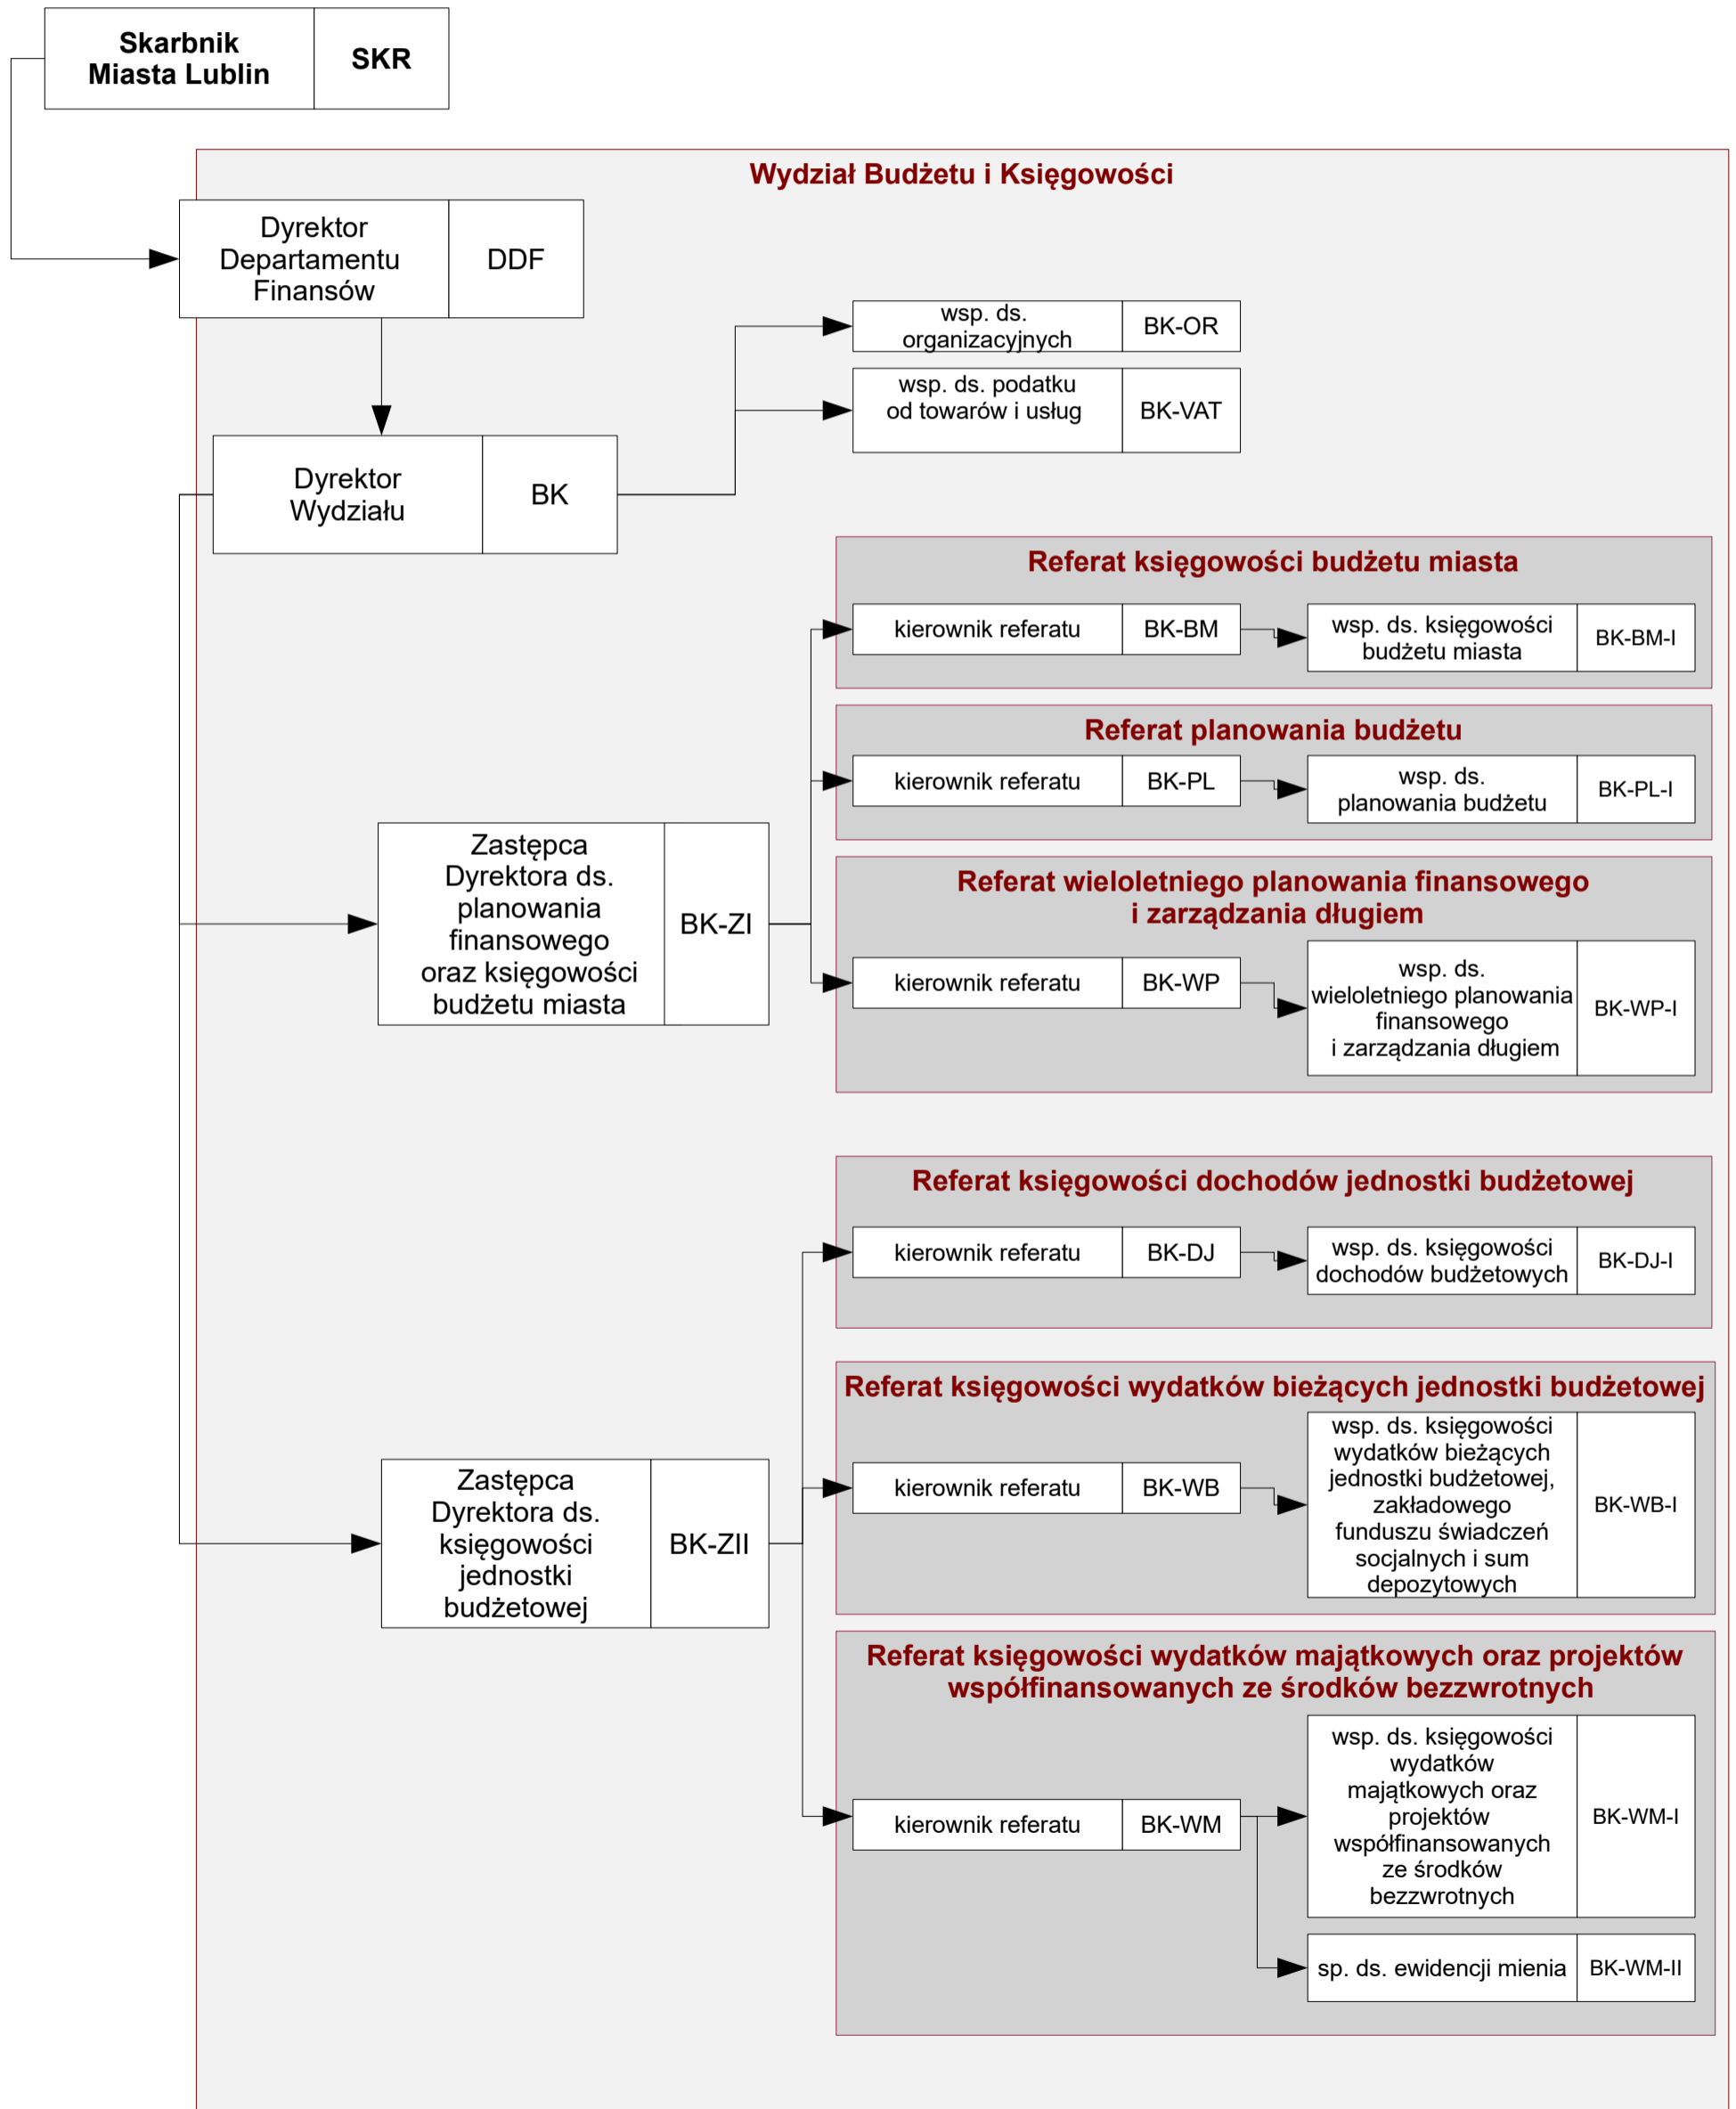 Skarbnik
Miasta Lublin
SKR
Wydział Budżetu i Księgowości
Dyrektor
Departamentu
Finansów
DDF
wsp. ds.
organizacyjnych
BK-OR
wsp. ds. podatku
od towarów i usług
BK-VAT
Dyrektor
Wydziału
BK
Referat księgowości budżetu miasta
kierownik referatu
BK-BM
wsp. ds. księgowości
budżetu miasta
BK-BM-I
Referat planowania budżetu
kierownik referatu
BK-PL
wsp. ds.
planowania budżetu
BK-PL-I
Zastępca
Dyrektora ds.
planowania
finansowego
oraz księgowości
budżetu miasta
BK-ZI
Referat wieloletniego planowania finansowego
i zarządzania długiem
kierownik referatu
BK-WP
wsp. ds.
wieloletniego planowania
finansowego
i zarządzania długiem
BK-WP-I
Referat księgowości dochodów jednostki budżetowej
kierownik referatu
BK-DJ
wsp. ds. księgowości
dochodów budżetowych
BK-DJ-I
Zastępca
Dyrektora ds.
księgowości
jednostki
budżetowej
BK-ZII
Referat księgowości wydatków bieżących jednostki budżetowej
kierownik referatu
BK-WB
wsp. ds. księgowości
wydatków bieżących
jednostki budżetowej,
zakładowego
funduszu świadczeń
socjalnych i sum
depozytowych
BK-WB-I
Referat księgowości wydatków majątkowych oraz projektów
współfinansowanych ze środków bezzwrotnych
kierownik referatu
BK-WM
wsp. ds. księgowości
wydatków
majątkowych oraz
projektów
współfinansowanych
ze środków
bezzwrotnych
BK-WM-I
sp. ds. ewidencji mienia
BK-WM-II